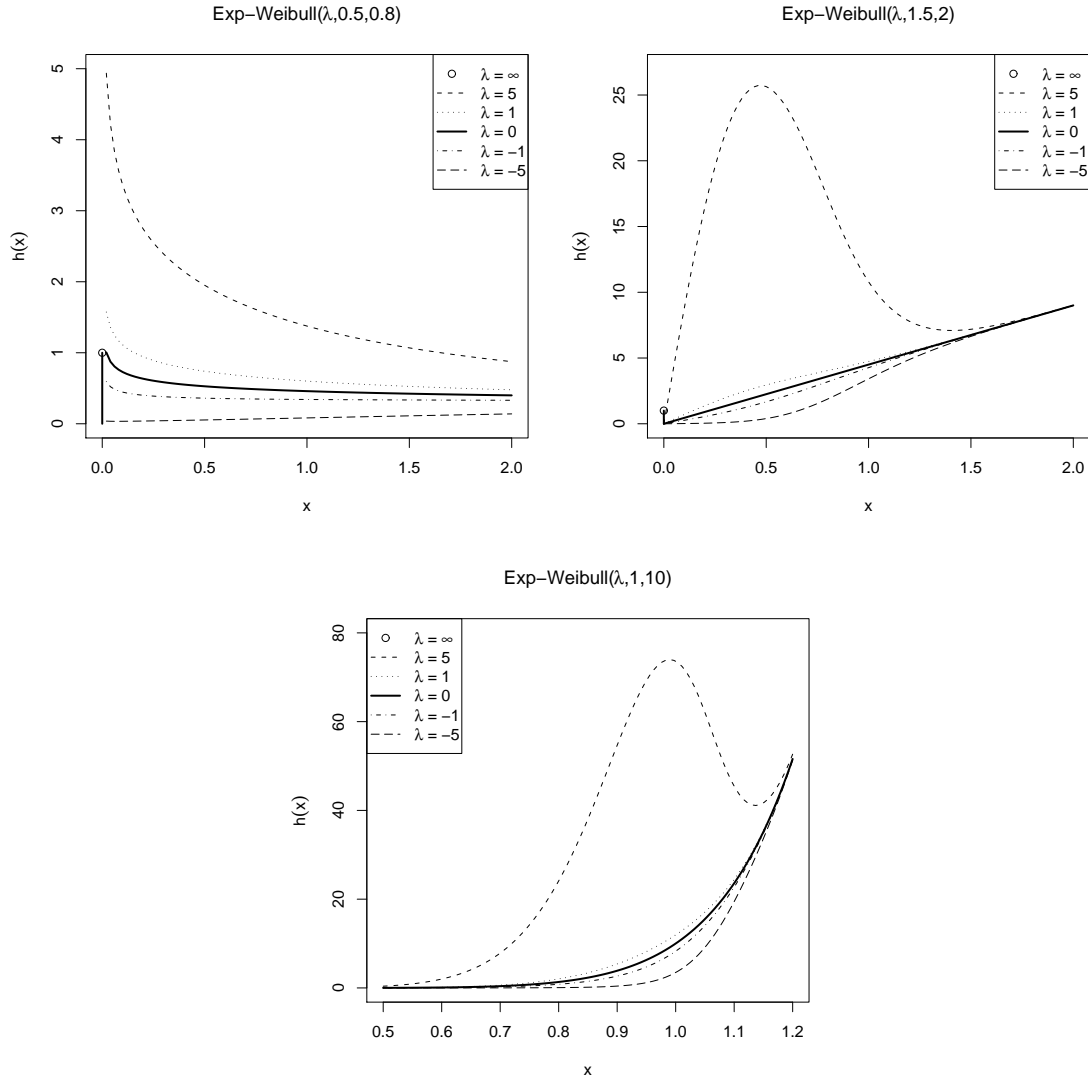 Exp−Weibull(λ,0.5,0.8)
h(x)
5
4
3
2
1
0
λ = ∞
λ = 5
λ = 1
λ = 0
λ = −1
λ = −5
0.0 0.5 1.0 1.5 2.0
x
Exp−Weibull(λ,1.5,2)
h(x)
25
20
15
10
5
0
λ = ∞
λ = 5
λ = 1
λ = 0
λ = −1
λ = −5
0.0 0.5 1.0 1.5 2.0
x
Exp−Weibull(λ,1,10)
h(x)
80
60
40
20
0
λ = ∞
λ = 5
λ = 1
λ = 0
λ = −1
λ = −5
0.5 0.6 0.7 0.8 0.9 1.0 1.1 1.2
x